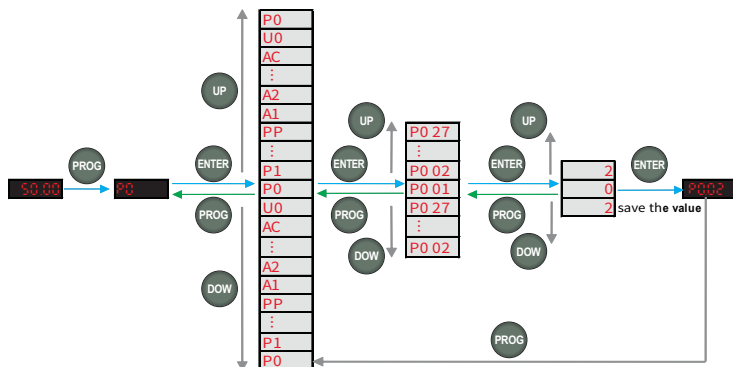 50.00
PROG
P0
UP
ENTER
PROG
DOW
P0
U0
AC
⋮
A2
A1
PP
⋮
P1
P0
U0
AC
⋮
A2
A1
PP
⋮
P1
P0
UP
ENTER
PROG
DOW
P0 27
⋮
P0 02
P0 01
P0 27
⋮
P0 02
UP
ENTER
PROG
DOW
2
0
2
ENTER
save the value
P0.02
PROG